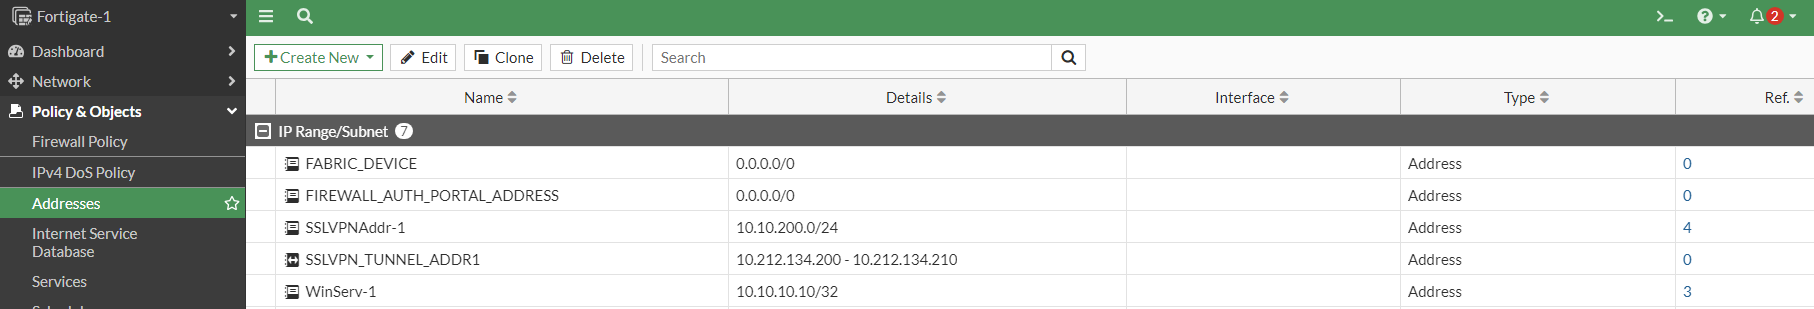 Fortigate-1
Dashboard
Network
Policy & Objects
Firewall Policy
IPv4 DoS Policy
Addresses
Internet Service
Database
Services
2
Create New Edit Clone Delete Search
Name Details Interface Type Ref.
IP Range/Subnet 7
FABRIC_DEVICE 0.0.0.0/0 Address 0
FIREWALL_AUTH_PORTAL_ADDRESS 0.0.0.0/0 Address 0
SSLVPNAddr-1 10.10.200.0/24 Address 4
SSLVPN_TUNNEL_ADDR1 10.212.134.200 - 10.212.134.210 Address 0
WinServ-1 10.10.10.10/32 Address 3